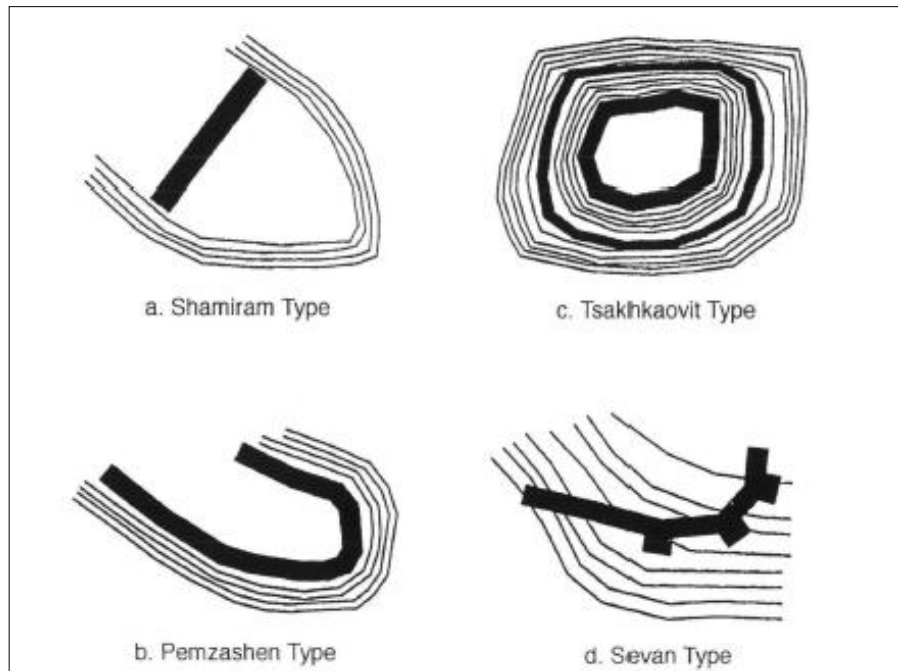 a. Shamiram Type
c. Tsakhkaovit Type
b. Pemzashen Type
d. Sevan Type